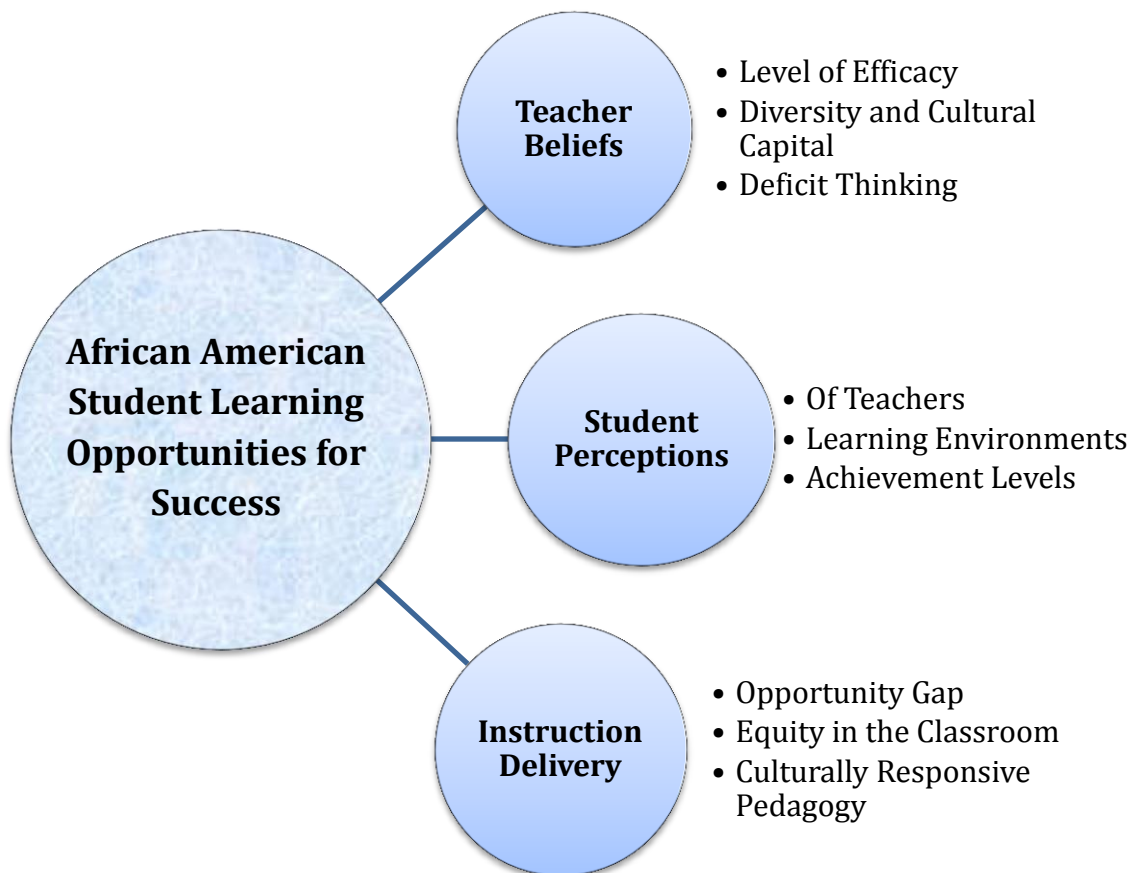 Teacher
Beliefs
• Level of Efficacy
• Diversity and Cultural
Capital
• Deficit Thinking
African American
Student Learning
Opportunities for
Success
Student
Perceptions
• Of Teachers
• Learning Environments
• Achievement Levels
Instruction
Delivery
• Opportunity Gap
• Equity in the Classroom
• Culturally Responsive
Pedagogy